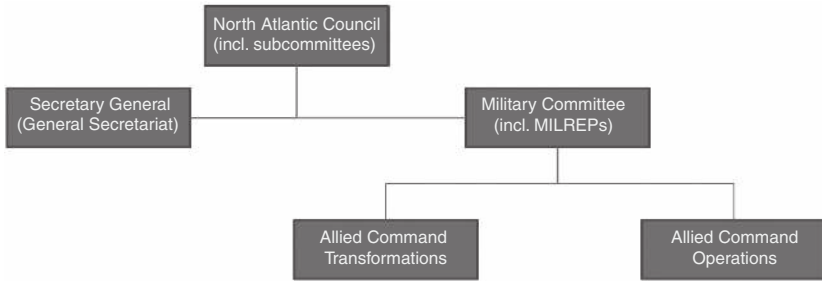 North Atlantic Council
(incl. subcommittees)
Secretary General
(General Secretariat)
Military Committee
(incl. MILREPs)
Allied Command
Transformations
Allied Command
Operations